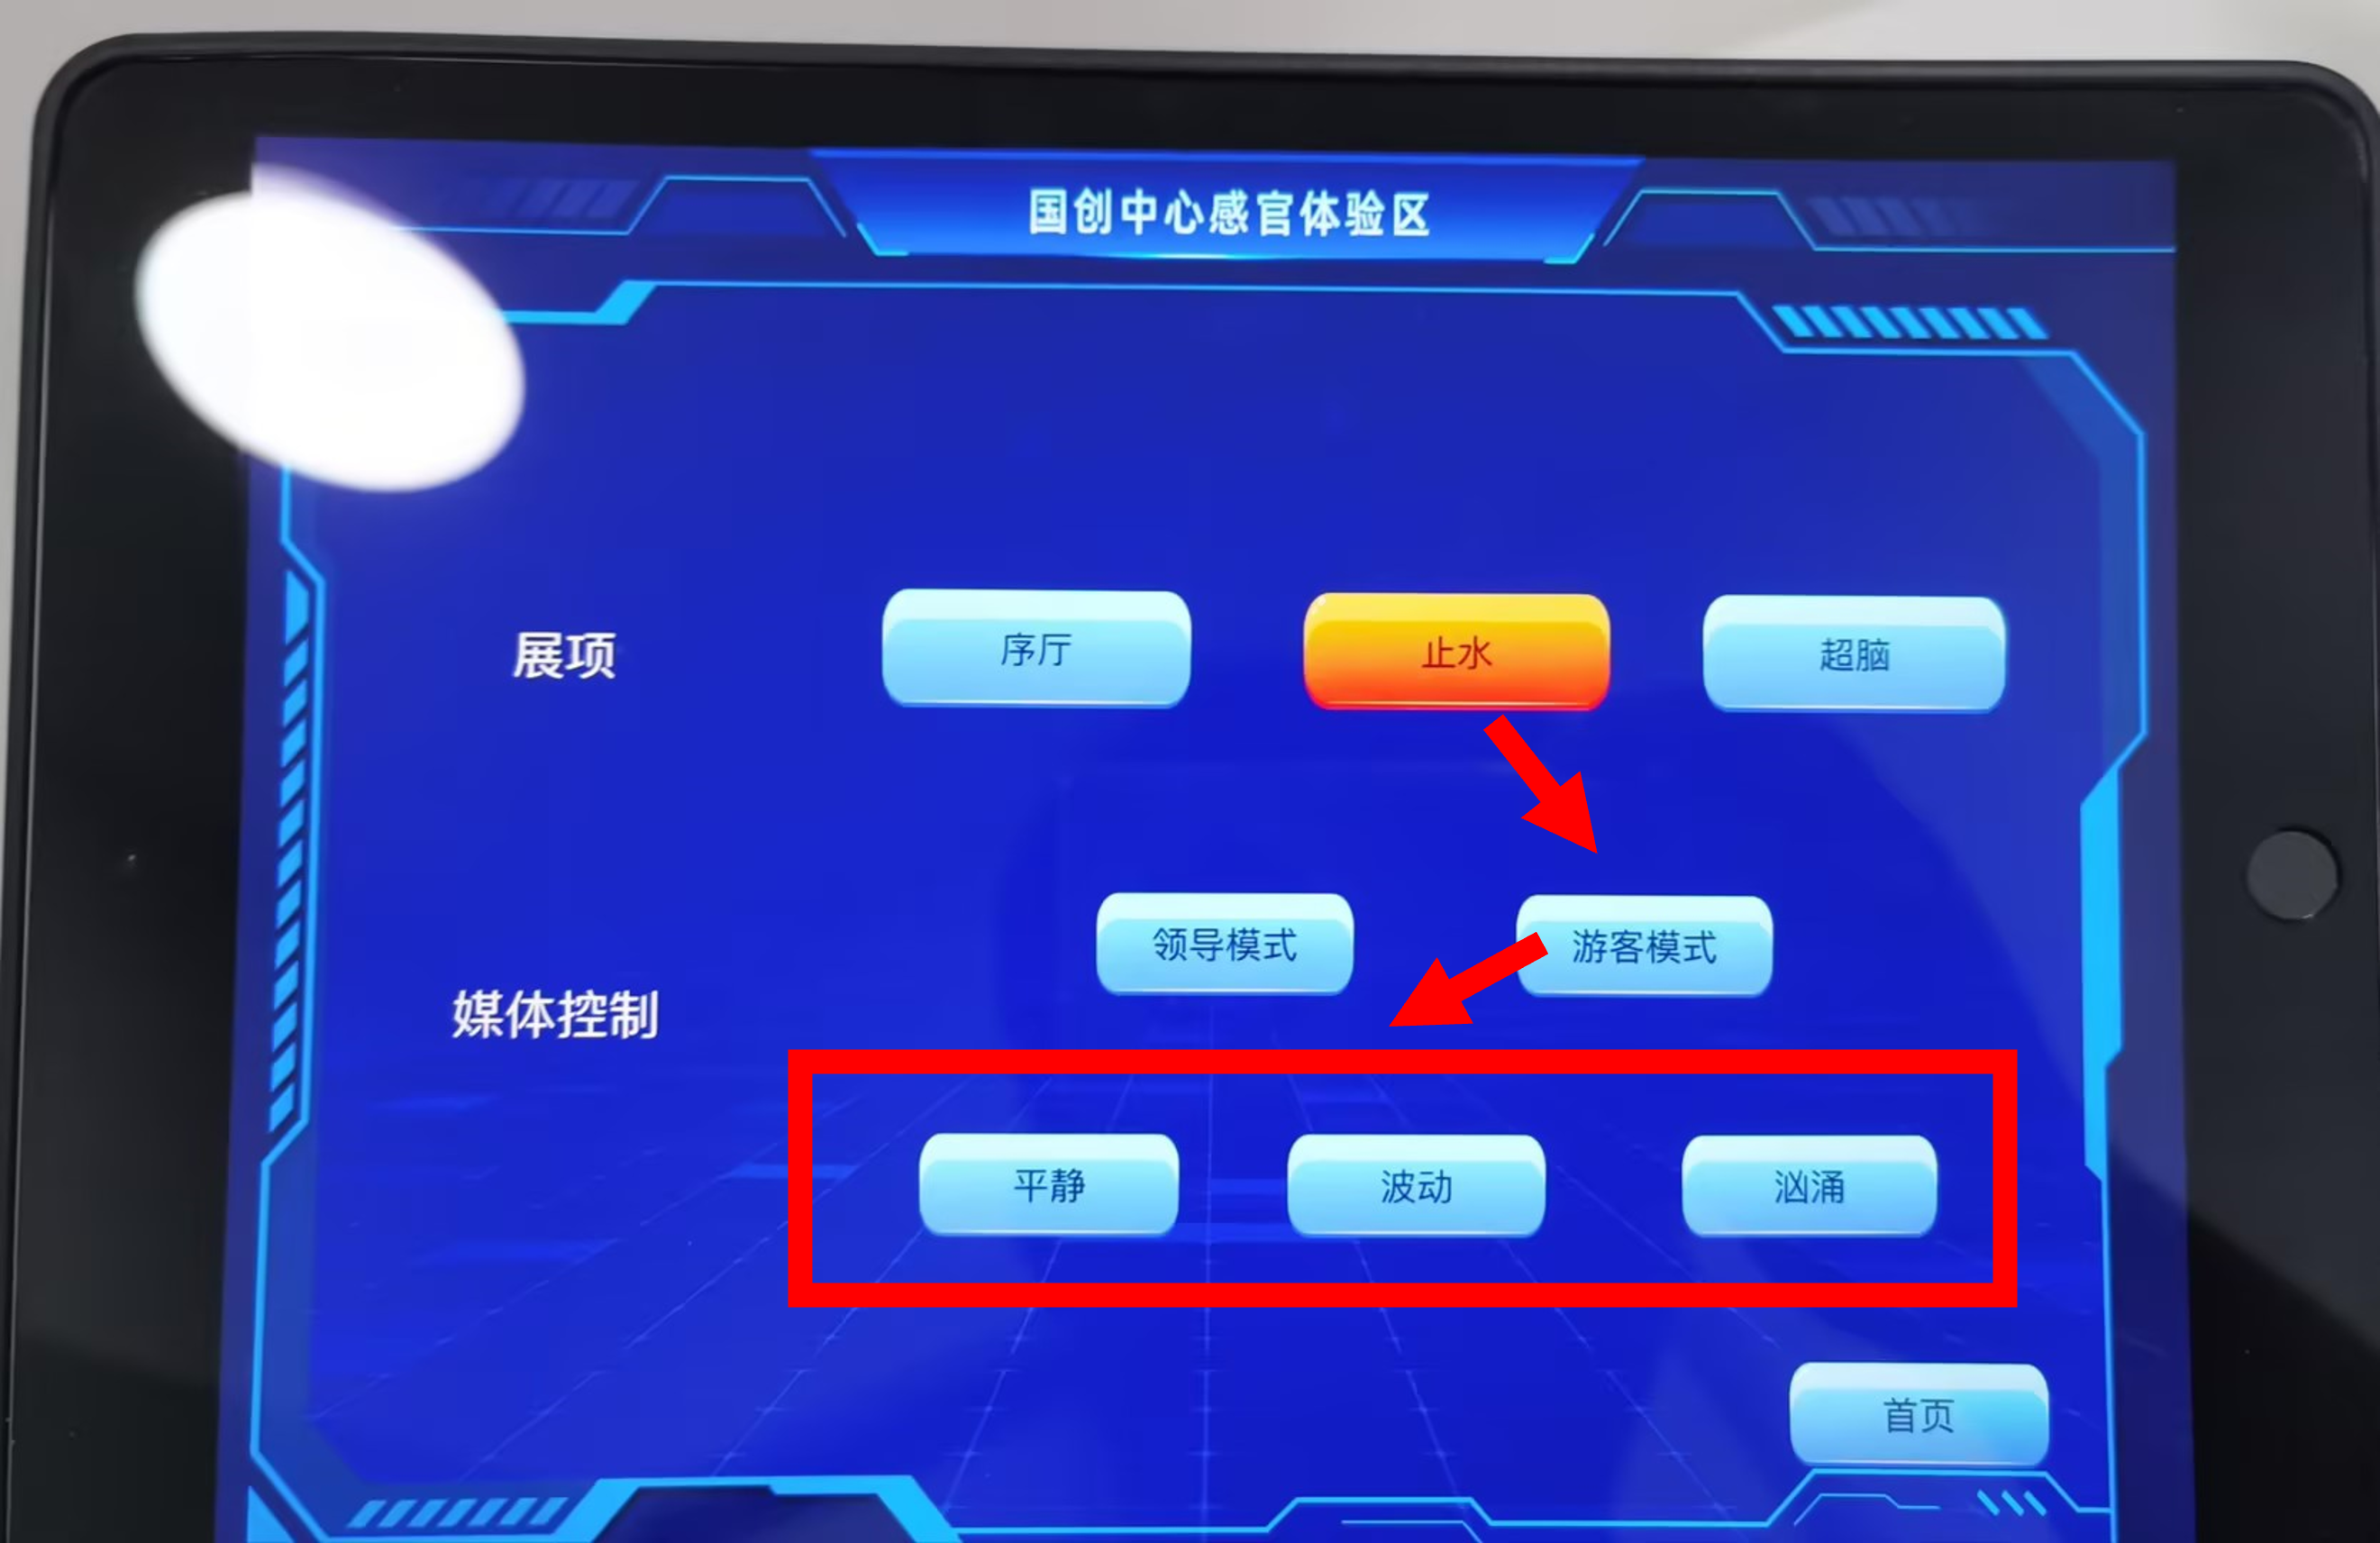 国创中心感官体验区
展项
序厅
止水
超脑
领导模式
游客模式
媒体控制
平静
波动
汹涌
首页